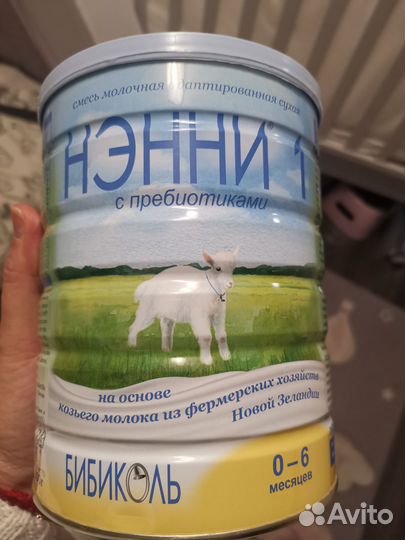 смесь молочная адаптированная сухая
НЭННИ® 1
с пребиотиками
на основе
козьего молока из фермерских хозяйств
Новой Зеландии
БИБИКОЛЬ
0–6
месяцев
Avito